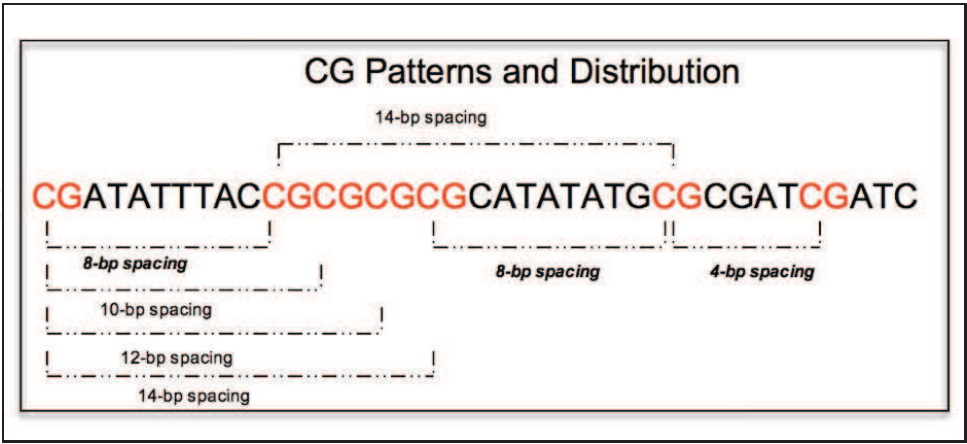 CG Patterns and Distribution
14-bp spacing
CGATATTTACCGCGCGCGCATATATGCGCGATCGATC
8-bp spacing
8-bp spacing
4-bp spacing
10-bp spacing
12-bp spacing
14-bp spacing